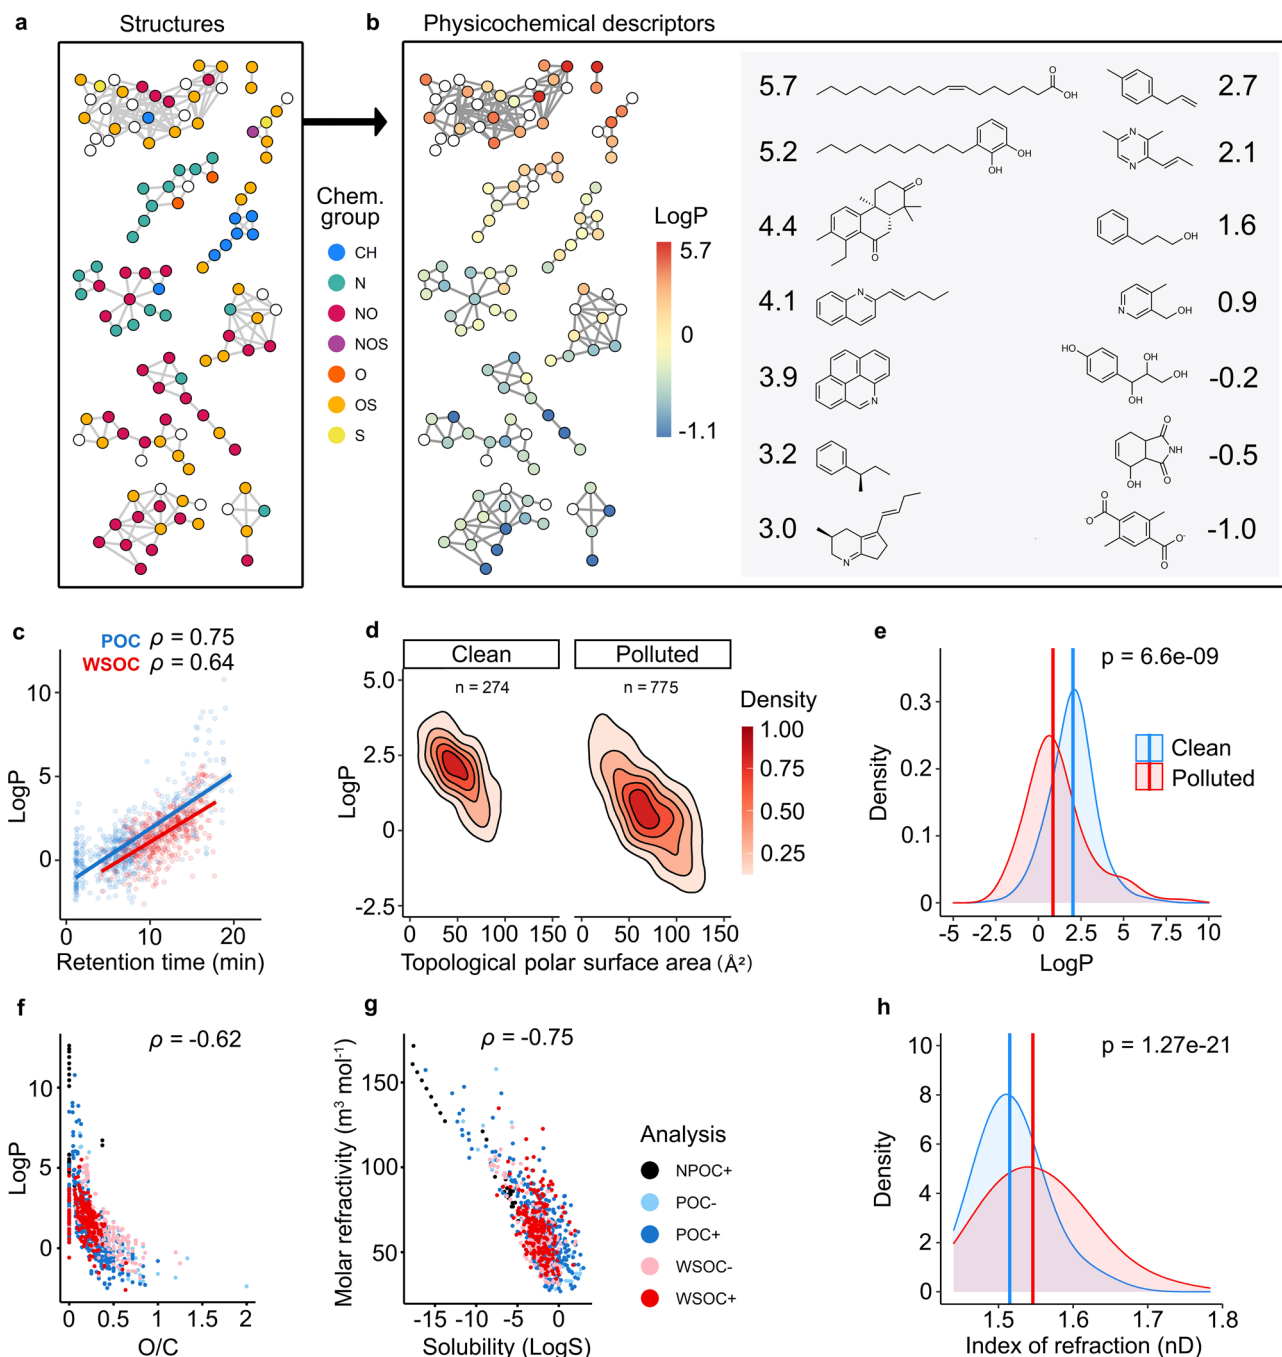 a Structures
b Physicochemical descriptors
Chem.
group
CH
N
NO
NOS
O
OS
S
LogP
5.7
0
-1.1
5.7
O
OH
2.7
5.2
OH
OH
N
N
2.1
4.4
O
O
OH
1.6
4.1
N
N
OH
0.9
3.9
N
HO
OH
OH
OH
-0.2
3.2
O
NH
O
OH
-0.5
3.0
N
O
O-
O-
O
-1.0
c
POC ρ = 0.75
WSOC ρ = 0.64
LogP
10
5
0
0 10 20
Retention time (min)
d
Clean Polluted
n = 274 n = 775
LogP
5.0
2.5
0
-2.5
0 50 100 150 0 50 100 150
Topological polar surface area (Å²)
Density
1.00
0.75
0.50
0.25
e
p = 6.6e-09
Density
0.3
0.2
0.1
0
Clean
Polluted
-5 -2.5 0 2.5 5 7.5 10
LogP
f
ρ = -0.62
LogP
10
5
0
0 0.5 1.0 1.5 2.0
O/C
g
ρ = -0.75
Molar refractivity (m³ mol⁻¹)
150
100
50
-15 -10 -5 0
Solubility (LogS)
Analysis
NPOC+
POC-
POC+
WSOC-
WSOC+
h
p = 1.27e-21
Density
10
8
6
4
2
0
1.5 1.6 1.7 1.8
Index of refraction (nD)